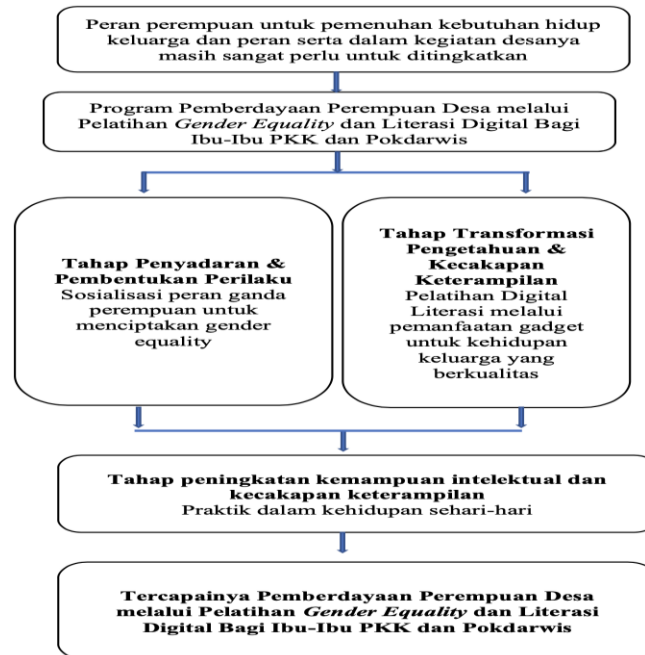 Peran perempuan untuk pemenuhan kebutuhan hidup
keluarga dan peran serta dalam kegiatan desanya
masih sangat perlu untuk ditingkatkan
Program Pemberdayaan Perempuan Desa melalui
Pelatihan Gender Equality dan Literasi Digital Bagi
Ibu-Ibu PKK dan Pokdarwis
Tahap Penyadaran &
Pembentukan Perilaku
Sosialisasi peran ganda
perempuan untuk
menciptakan gender
equality
Tahap Transformasi
Pengetahuan &
Kecakapan
Keterampilan
Pelatihan Digital
Literasi melalui
pemanfaatan gadget
untuk kehidupan
keluarga yang
berkualitas
Tahap peningkatan kemampuan intelektual dan
kecakapan keterampilan
Praktik dalam kehidupan sehari-hari
Tercapainya Pemberdayaan Perempuan Desa
melalui Pelatihan Gender Equality dan Literasi
Digital Bagi Ibu-Ibu PKK dan Pokdarwis